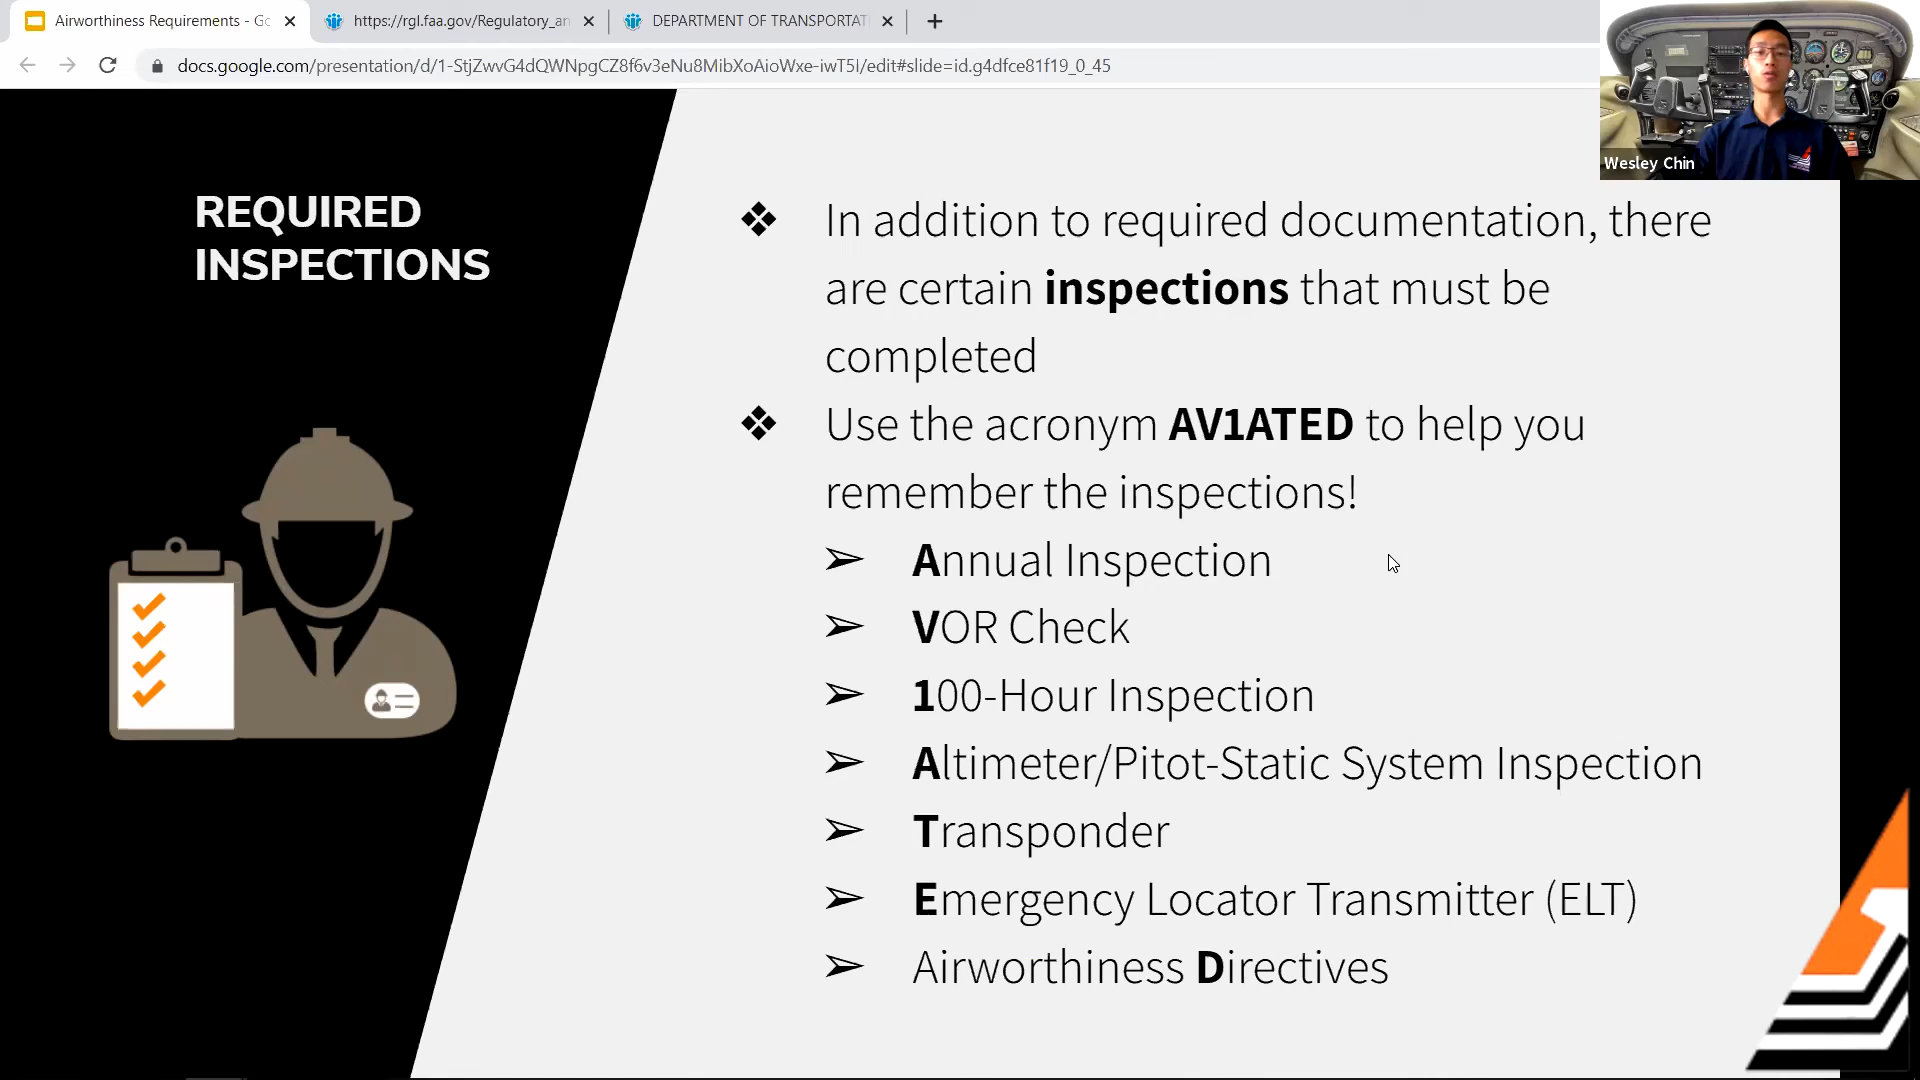 Airworthiness Requirements - Go
https://rgl.faa.gov/Regulatory_an
DEPARTMENT OF TRANSPORTAT
docs.google.com/presentation/d/1-StjZwvG4dQWNpgCZ8f6v3eNu8MibXoAioWxe-iwT5I/edit#slide=id.g4dfce81f19_0_45
Wesley Chin
REQUIRED
INSPECTIONS
In addition to required documentation, there
are certain inspections that must be
completed
Use the acronym AV1ATED to help you
remember the inspections!
Annual Inspection
VOR Check
100-Hour Inspection
Altimeter/Pitot-Static System Inspection
Transponder
Emergency Locator Transmitter (ELT)
Airworthiness Directives